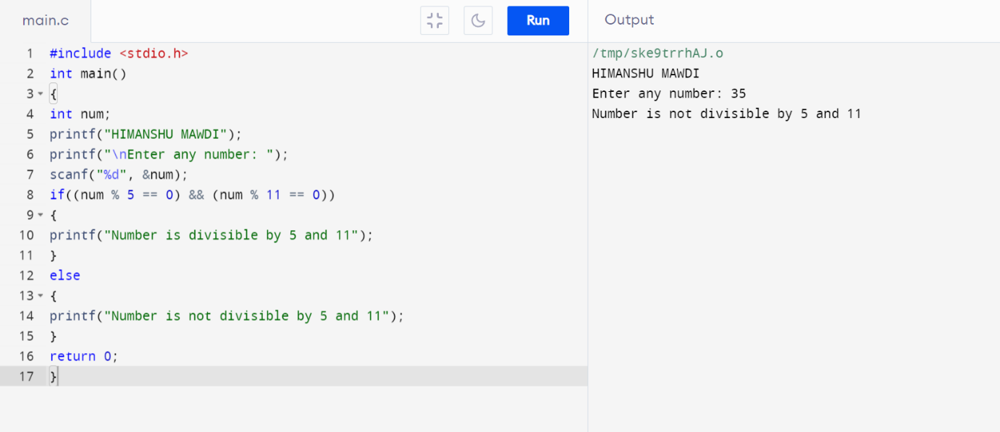 main.c
Run
Output
1 #include <stdio.h>
2 int main()
3 {
4 int num;
5 printf("HIMANSHU MAWDI");
6 printf("\nEnter any number: ");
7 scanf("%d", &num);
8 if((num % 5 == 0) && (num % 11 == 0))
9 {
10 printf("Number is divisible by 5 and 11");
11 }
12 else
13 {
14 printf("Number is not divisible by 5 and 11");
15 }
16 return 0;
17 }
/tmp/ske9trrhAJ.o
HIMANSHU MAWDI
Enter any number: 35
Number is not divisible by 5 and 11